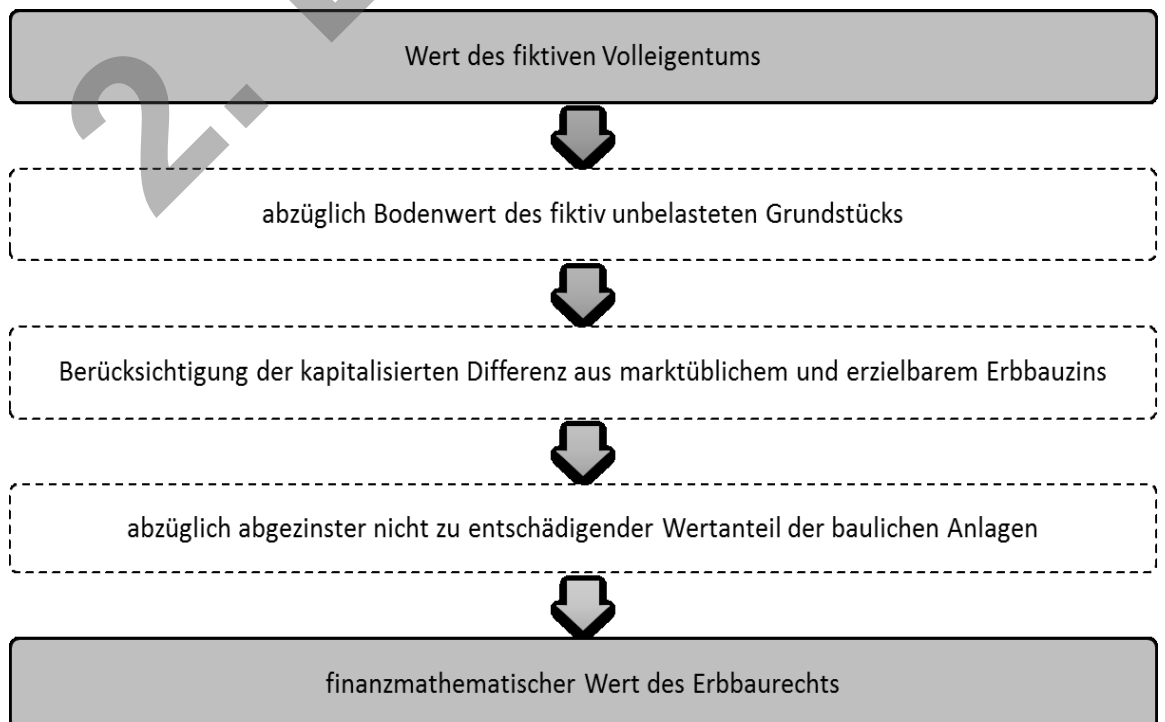 Wert des fiktiven Volleigentums
abzüglich Bodenwert des fiktiv unbelasteten Grundstücks
Berücksichtigung der kapitalisierten Differenz aus marktüblichem und erzielbarem Erbbauzins
abzüglich abgezinster nicht zu entschädigender Wertanteil der baulichen Anlagen
finanzmathematischer Wert des Erbbaurechts
2.